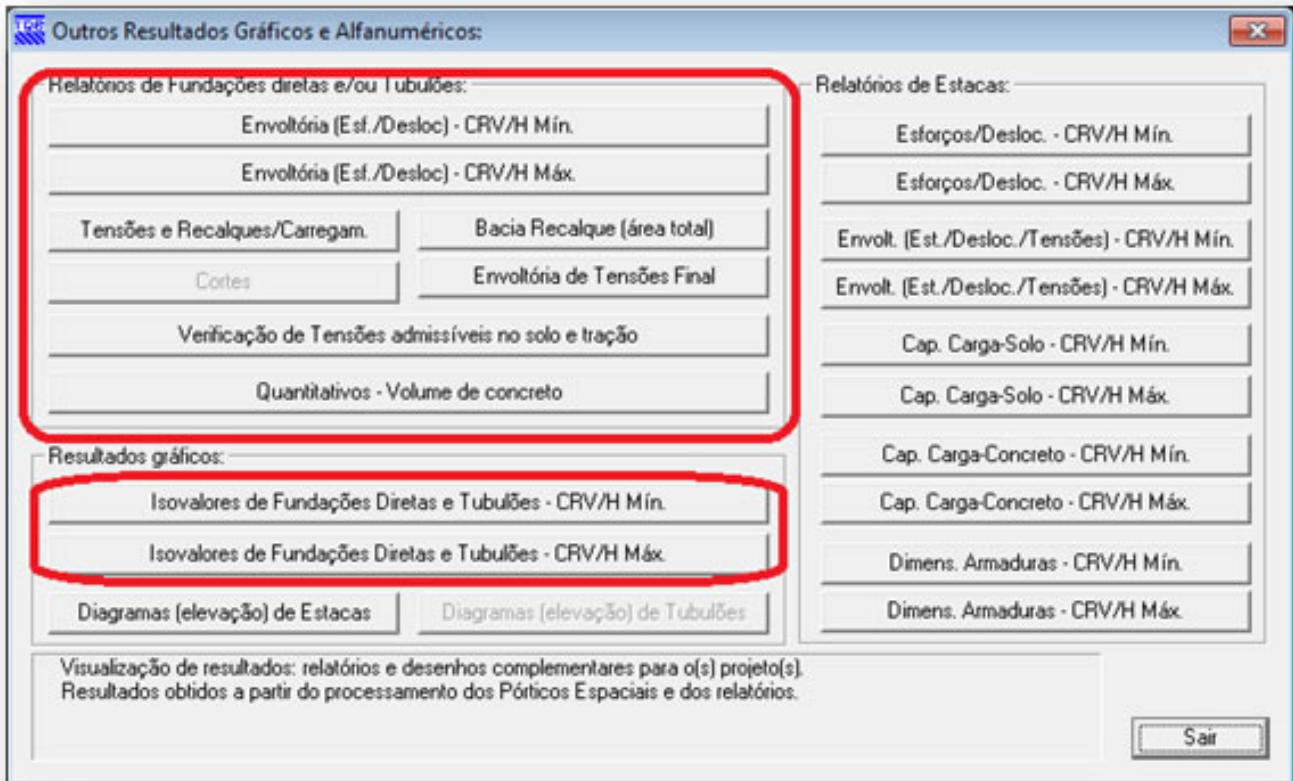 TQS
Outros Resultados Gráficos e Alfanuméricos:
Relatórios de Fundações diretas e/ou Tubulões:
Envoltória (Esf./Desloc) - CRV/H Mín.
Envoltória (Esf./Desloc) - CRV/H Máx.
Tensões e Recalques/Carregam.
Bacia Recalque (área total)
Cortes
Envoltória de Tensões Final
Verificação de Tensões admissíveis no solo e tração
Quantitativos - Volume de concreto
Resultados gráficos:
Isovalores de Fundações Diretas e Tubulões - CRV/H Mín.
Isovalores de Fundações Diretas e Tubulões - CRV/H Máx.
Diagramas (elevação) de Estacas
Diagramas (elevação) de Tubulões
Relatórios de Estacas:
Esforços/Desloc. - CRV/H Mín.
Esforços/Desloc. - CRV/H Máx.
Envolt. (Est./Desloc./Tensões) - CRV/H Mín.
Envolt. (Est./Desloc./Tensões) - CRV/H Máx.
Cap. Carga-Solo - CRV/H Mín.
Cap. Carga-Solo - CRV/H Máx.
Cap. Carga-Concreto - CRV/H Mín.
Cap. Carga-Concreto - CRV/H Máx.
Dimens. Armaduras - CRV/H Mín.
Dimens. Armaduras - CRV/H Máx.
Visualização de resultados: relatórios e desenhos complementares para o(s) projeto(s).
Resultados obtidos a partir do processamento dos Pórticos Espaciais e dos relatórios.
Sair